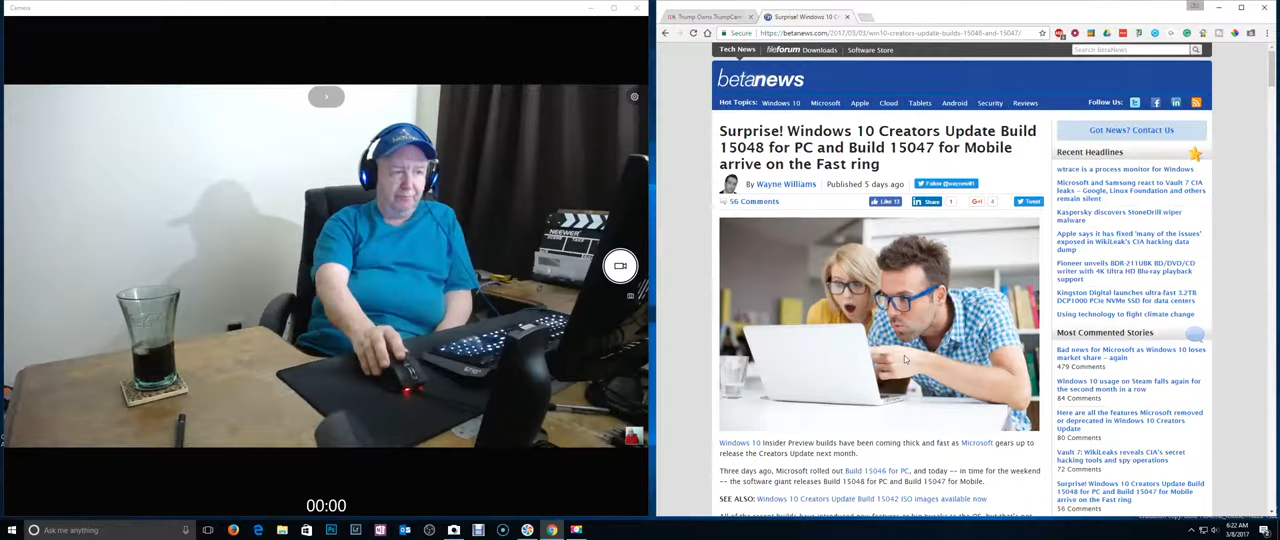 Camera
00:00
NEEWER
Trump Owns TrumpCare
Surprise! Windows 10 C
Secure
https://betanews.com/2017/03/03/win10-creators-update-builds-15048-and-15047/
Tech News
fileforum Downloads
Software Store
Search BetaNews
betanews
Hot Topics: Windows 10 Microsoft Apple Cloud Tablets Android Security Reviews
Follow Us:
Surprise! Windows 10 Creators Update Build
15048 for PC and Build 15047 for Mobile
arrive on the Fast ring
By Wayne Williams
Published 5 days ago
Follow @waynew81
56 Comments
Like 13
Share 1
G+ 4
Tweet
Windows 10 Insider Preview builds have been coming thick and fast as Microsoft gears up to
release the Creators Update next month.
Three days ago, Microsoft rolled out Build 15046 for PC, and today -- in time for the weekend
-- the software giant releases Build 15048 for PC and Build 15047 for Mobile.
SEE ALSO: Windows 10 Creators Update Build 15042 ISO images available now
Got News? Contact Us
Recent Headlines
wtrace is a process monitor for Windows
Microsoft and Samsung react to Vault 7 CIA
leaks - Google, Linux Foundation and others
remain silent
Kaspersky discovers StoneDrill wiper
malware
Apple says it has fixed 'many of the issues'
exposed in WikiLeak's CIA hacking data
dump
Pioneer unveils BDR-211UBK BD/DVD/CD
writer with 4K Ultra HD Blu-ray playback
support
Kingston Digital launches ultra-fast 3.2TB
DCP1000 PCIe NVMe SSD for data centers
Using technology to fight climate change
Most Commented Stories
Bad news for Microsoft as Windows 10 loses
market share - again
479 Comments
Windows 10 usage on Steam falls again for
the second month in a row
84 Comments
Here are all the features Microsoft removed
or deprecated in Windows 10 Creators
Update
80 Comments
Vault 7: WikiLeaks reveals CIA's secret
hacking tools and spy operations
72 Comments
Surprise! Windows 10 Creators Update Build
15048 for PC and Build 15047 for Mobile
arrive on the Fast ring
56 Comments
Ask me anything
6:22 AM
3/8/2017